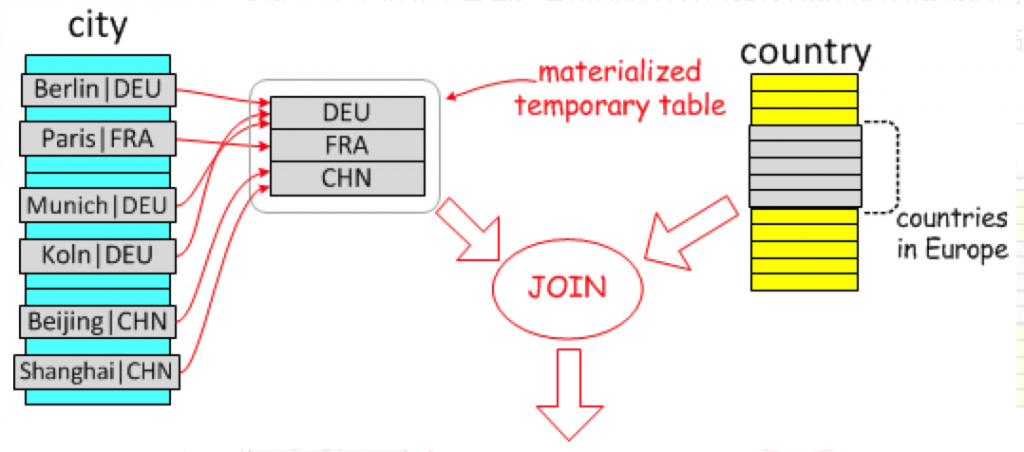 city
Berlin|DEU
Paris|FRA
Munich|DEU
Koln|DEU
Beijing|CHN
Shanghai|CHN
DEU
FRA
CHN
materialized
temporary table
country
countries
in Europe
JOIN